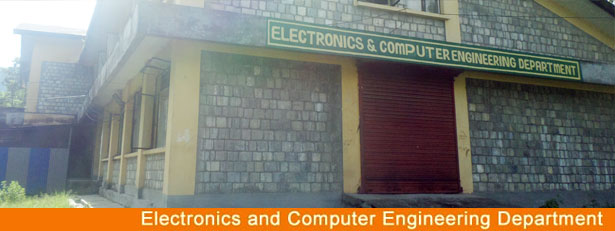 ELECTRONICS & COMPUTER ENGINEERING DEPARTMENT
Electronics and Computer Engineering Department